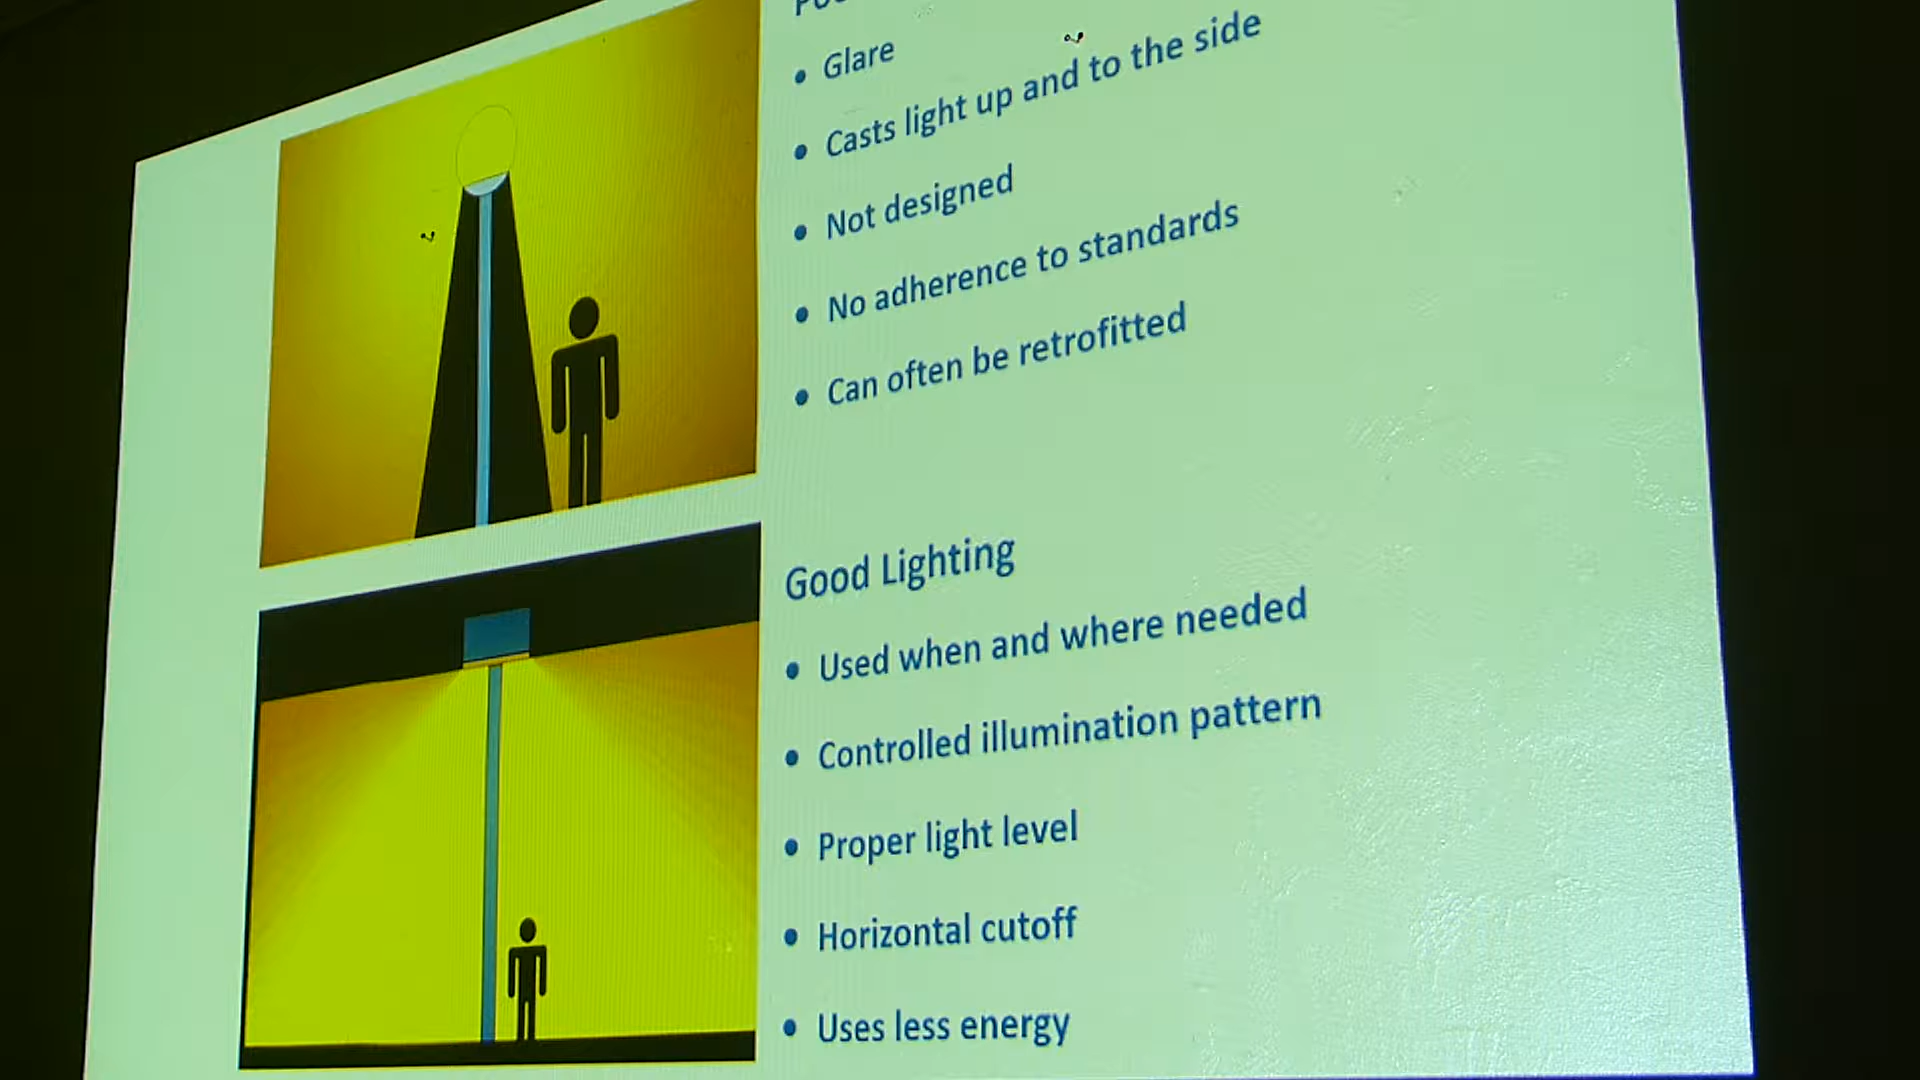 • Glare
• Casts light up and to the side
• Not designed
• No adherence to standards
• Can often be retrofitted
Good Lighting
• Used when and where needed
• Controlled illumination pattern
• Proper light level
• Horizontal cutoff
• Uses less energy